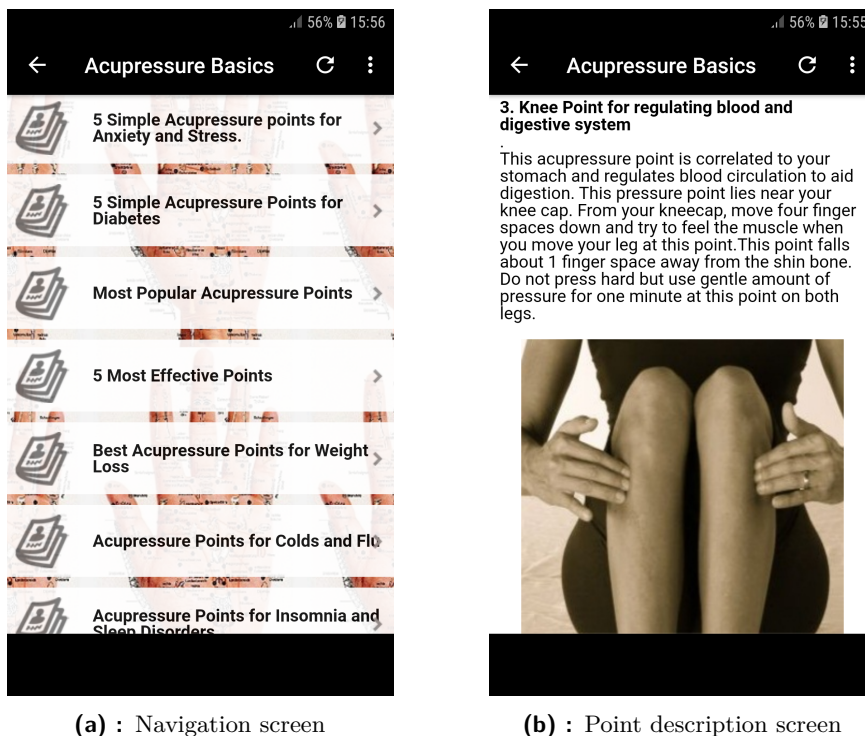 56% 15:56
Acupressure Basics
5 Simple Acupressure points for
Anxiety and Stress.
5 Simple Acupressure Points for
Diabetes
Most Popular Acupressure Points
5 Most Effective Points
Best Acupressure Points for Weight
Loss
Acupressure Points for Colds and Flu
Acupressure Points for Insomnia and
Sleep Disorders
(a) : Navigation screen
56% 15:55
Acupressure Basics
3. Knee Point for regulating blood and
digestive system
.
This acupressure point is correlated to your
stomach and regulates blood circulation to aid
digestion. This pressure point lies near your
knee cap. From your kneecap, move four finger
spaces down and try to feel the muscle when
you move your leg at this point.This point falls
about 1 finger space away from the shin bone.
Do not press hard but use gentle amount of
pressure for one minute at this point on both
legs.
(b) : Point description screen